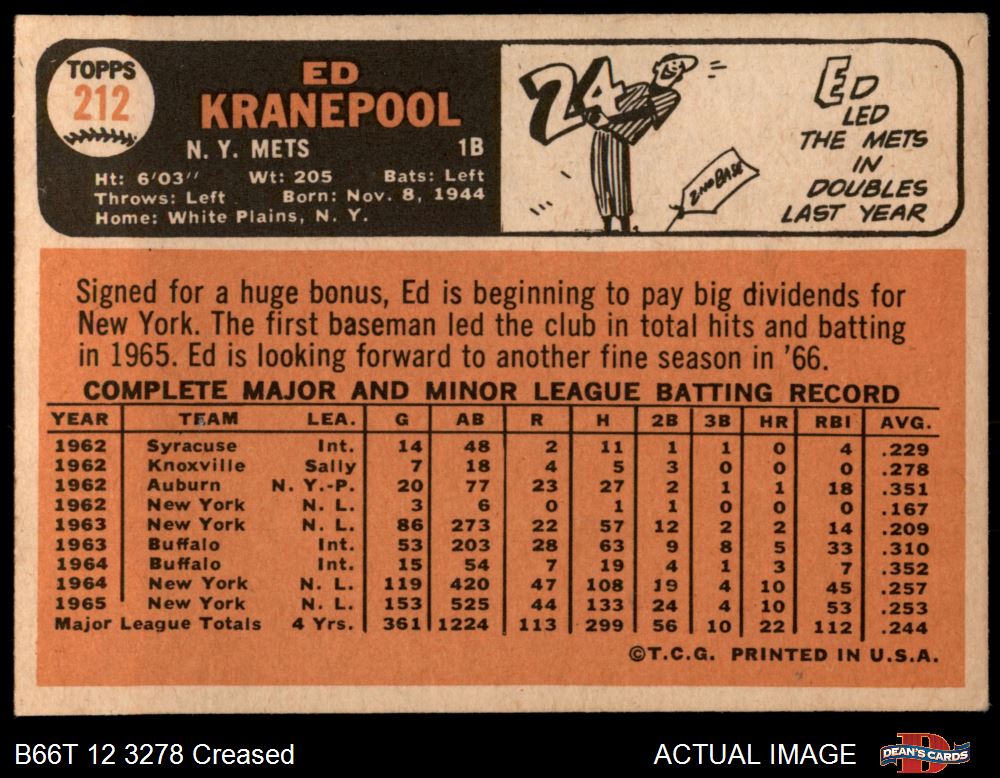 TOPPS
212
ED
KRANEPOOL
N. Y. METS 1B
Ht: 6'03" Wt: 205 Bats: Left
Throws: Left Born: Nov. 8, 1944
Home: White Plains, N. Y.
24
2ND BASE
ED
LED
THE METS
IN
DOUBLES
LAST YEAR
Signed for a huge bonus, Ed is beginning to pay big dividends for
New York. The first baseman led the club in total hits and batting
in 1965. Ed is looking forward to another fine season in '66.
COMPLETE MAJOR AND MINOR LEAGUE BATTING RECORD
YEAR TEAM LEA. G AB R H 2B 3B HR RBI AVG.
1962 Syracuse Int. 14 48 2 11 1 1 0 4 .229
1962 Knoxville Sally 7 18 4 5 3 0 0 0 .278
1962 Auburn N. Y.-P. 20 77 23 27 2 1 1 18 .351
1962 New York N. L. 3 6 0 1 1 0 0 0 .167
1963 New York N. L. 86 273 22 57 12 2 2 14 .209
1963 Buffalo Int. 53 203 28 63 9 8 5 33 .310
1964 Buffalo Int. 15 54 7 19 4 1 3 7 .352
1964 New York N. L. 119 420 47 108 19 4 10 45 .257
1965 New York N. L. 153 525 44 133 24 4 10 53 .253
Major League Totals 4 Yrs. 361 1224 113 299 56 10 22 112 .244
©T.C.G. PRINTED IN U.S.A.
B66T 12 3278 Creased ACTUAL IMAGE
D
DEAN'S CARDS